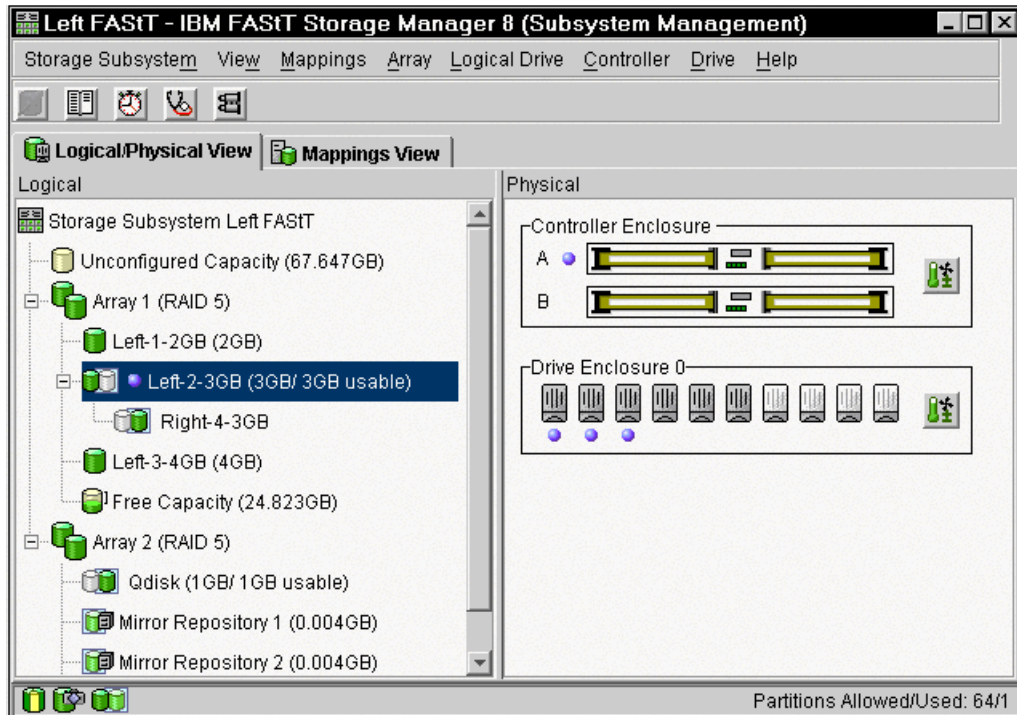 Left FAStT - IBM FAStT Storage Manager 8 (Subsystem Management)
Storage Subsystem View Mappings Array Logical Drive Controller Drive Help
Logical/Physical View Mappings View
Logical
Physical
Storage Subsystem Left FAStT
Unconfigured Capacity (67.647GB)
Array 1 (RAID 5)
Left-1-2GB (2GB)
Left-2-3GB (3GB/ 3GB usable)
Right-4-3GB
Left-3-4GB (4GB)
Free Capacity (24.823GB)
Array 2 (RAID 5)
Qdisk (1GB/ 1GB usable)
Mirror Repository 1 (0.004GB)
Mirror Repository 2 (0.004GB)
Controller Enclosure
A
B
Drive Enclosure 0
Partitions Allowed/Used: 64/1